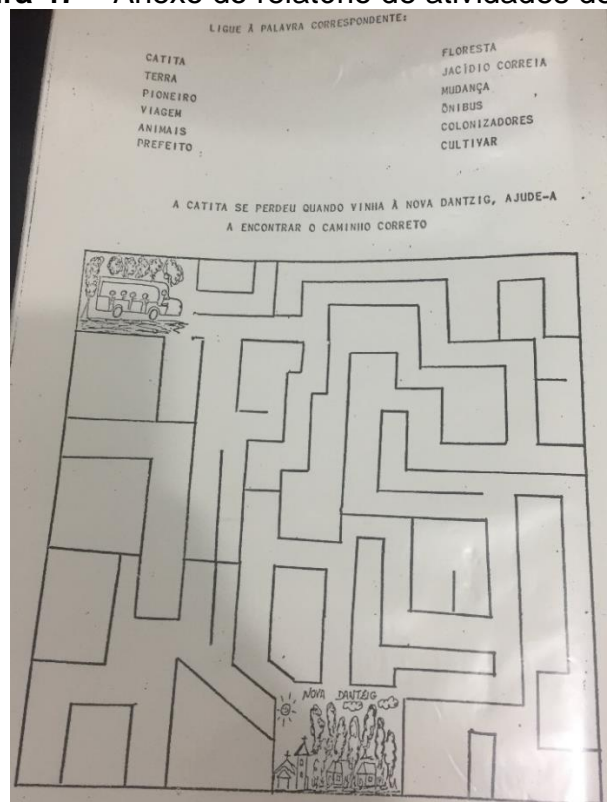 Anexo do relatório de atividades de
LIGUE À PALAVRA CORRESPONDENTE:
CATITA
TERRA
PIONEIRO
VIAGEM
ANIMAIS
PREFEITO
FLORESTA
JACÍDIO CORREIA
MUDANÇA
ÔNIBUS
COLONIZADORES
CULTIVAR
A CATITA SE PERDEU QUANDO VINHA À NOVA DANTZIG, AJUDE-A
A ENCONTRAR O CAMINHO CORRETO
NOVA DANTZIG